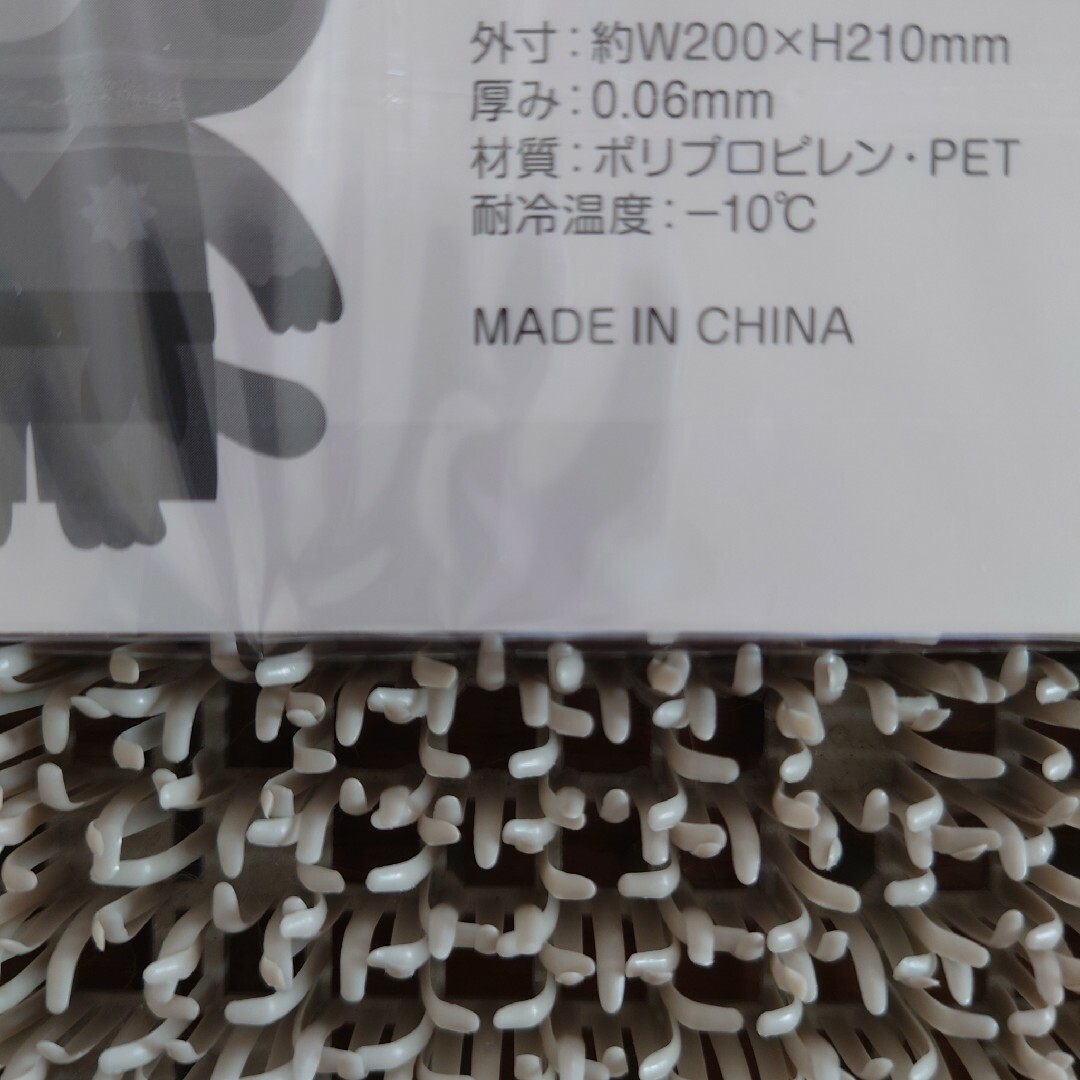 外寸：約W200×H210mm
厚み：0.06mm
材質：ポリプロピレン・PET
耐冷温度：−10℃
MADE IN CHINA